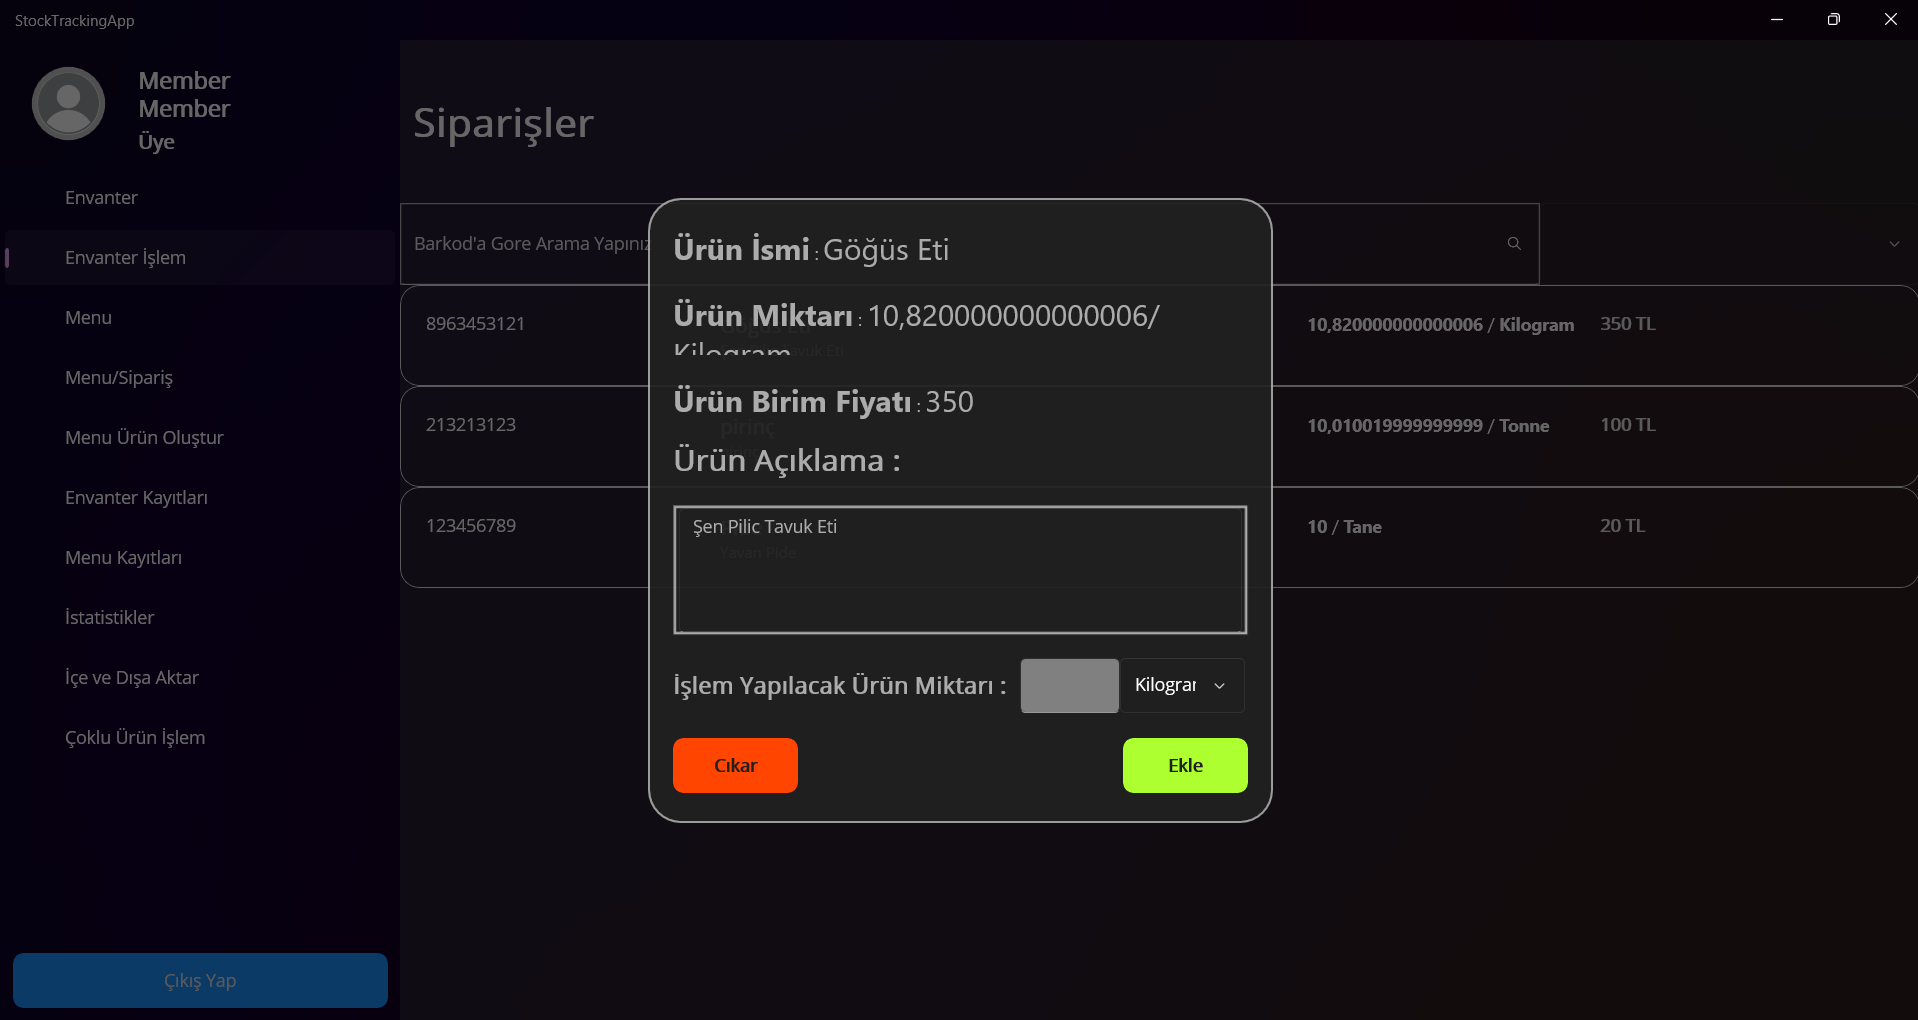 StockTrackingApp
Member
Member
Üye
Envanter
Envanter İşlem
Menu
Menu/Sipariş
Menu Ürün Oluştur
Envanter Kayıtları
Menu Kayıtları
İstatistikler
İçe ve Dışa Aktar
Çoklu Ürün İşlem
Çıkış Yap
Siparişler
Barkod'a Gore Arama Yapınız
8963453121
10,820000000000006 / Kilogram
350 TL
213213123
pirinç
10,010019999999999 / Tonne
100 TL
123456789
Yavan Pide
10 / Tane
20 TL
Ürün İsmi : Göğüs Eti
Ürün Miktarı : 10,820000000000006/
Kilogram
Ürün Birim Fiyatı : 350
Ürün Açıklama :
Şen Pilic Tavuk Eti
İşlem Yapılacak Ürün Miktarı :
Kilogram
Cıkar
Ekle